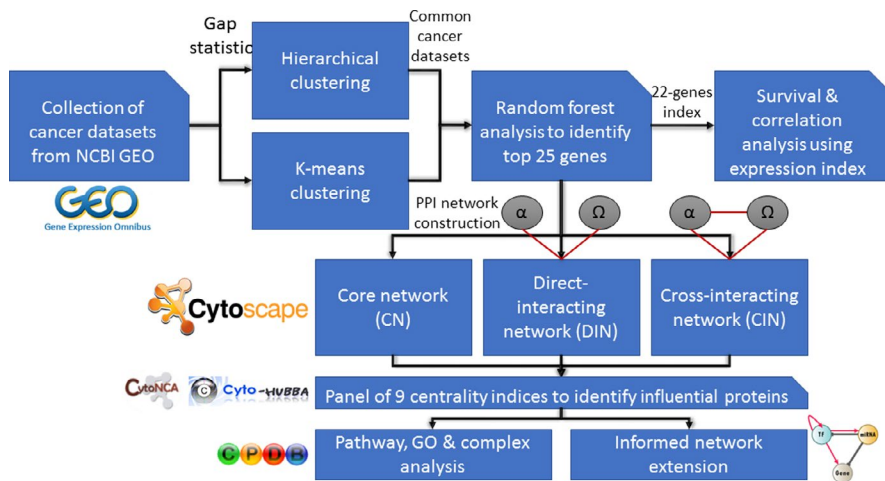 Gap
statistic
Common
cancer
datasets
Collection of
cancer datasets
from NCBI GEO
Hierarchical
clustering
K-means
clustering
Random forest
analysis to identify
top 25 genes
22-genes
index
Survival &
correlation
analysis using
expression index
GEO
Gene Expression Omnibus
PPI network
construction
α
Ω
α
Ω
Cytoscape
Core network
(CN)
Direct-
interacting
network (DIN)
Cross-interacting
network (CIN)
CytoNCA
C
Cyto-HUBBA
Panel of 9 centrality indices to identify influential proteins
CPDB
Pathway, GO & complex
analysis
Informed network
extension
TF
miRNA
Gene